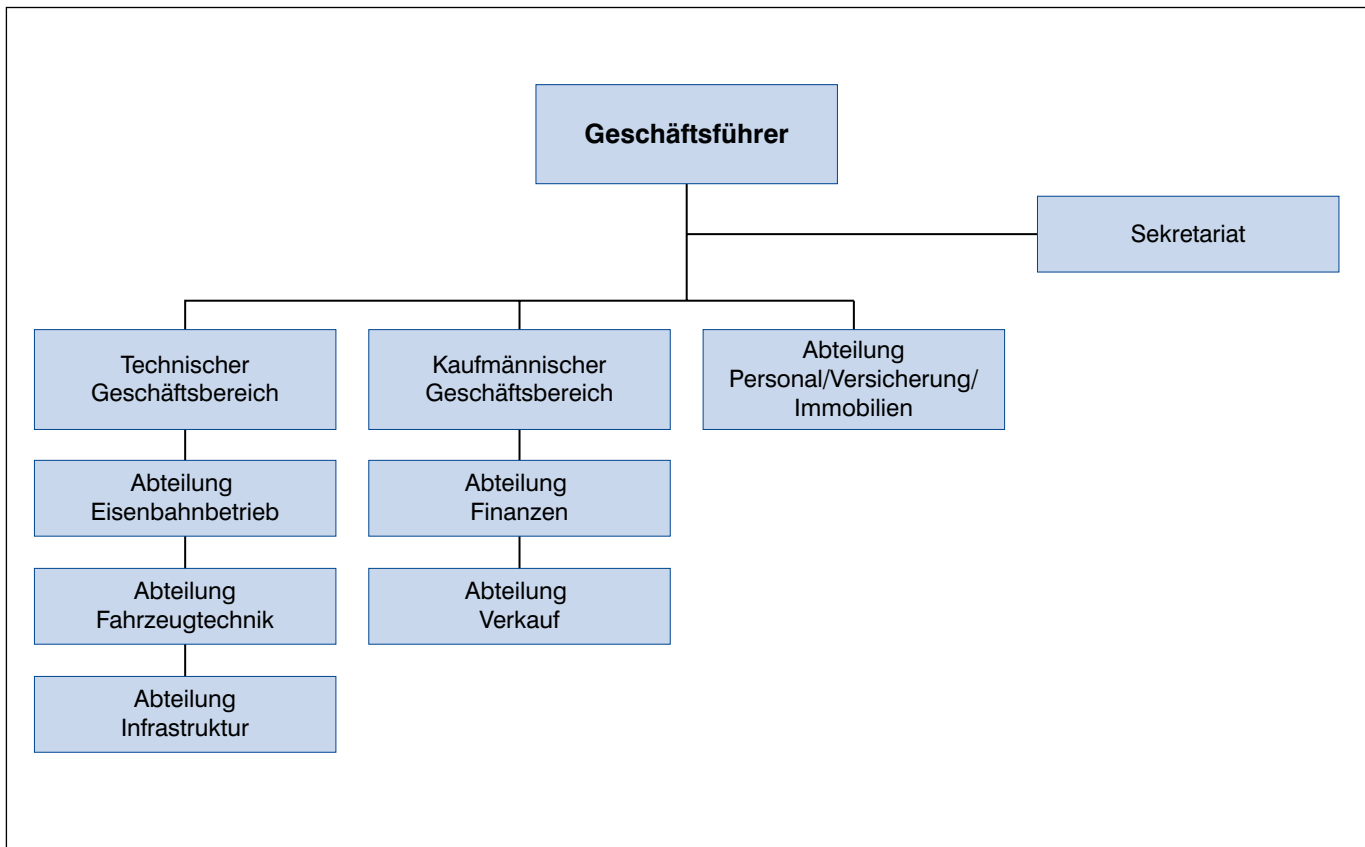 Geschäftsführer
Sekretariat
Technischer
Geschäftsbereich
Kaufmännischer
Geschäftsbereich
Abteilung
Personal/Versicherung/
Immobilien
Abteilung
Eisenbahnbetrieb
Abteilung
Finanzen
Abteilung
Fahrzeugtechnik
Abteilung
Verkauf
Abteilung
Infrastruktur